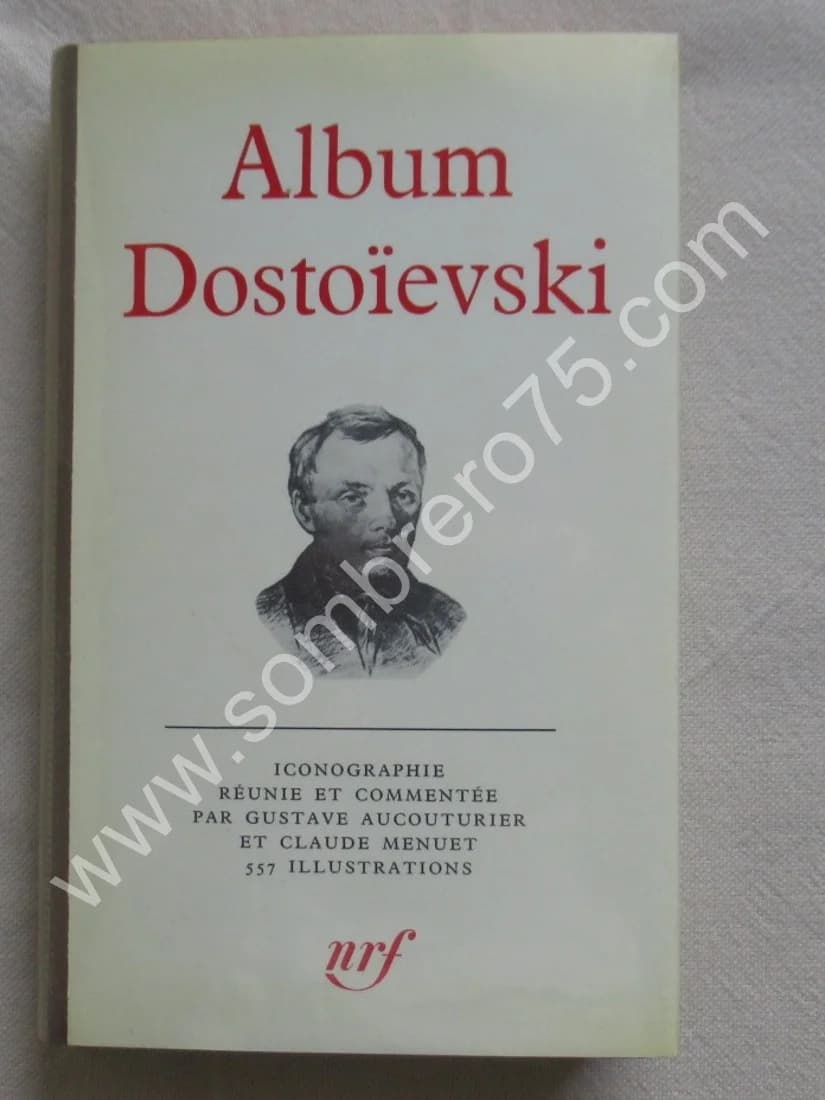 Album
Dostoïevski
ICONOGRAPHIE
RÉUNIE ET COMMENTÉE
PAR GUSTAVE AUCOUTURIER
ET CLAUDE MENUET
557 ILLUSTRATIONS
nrf
www.sombrero75.com